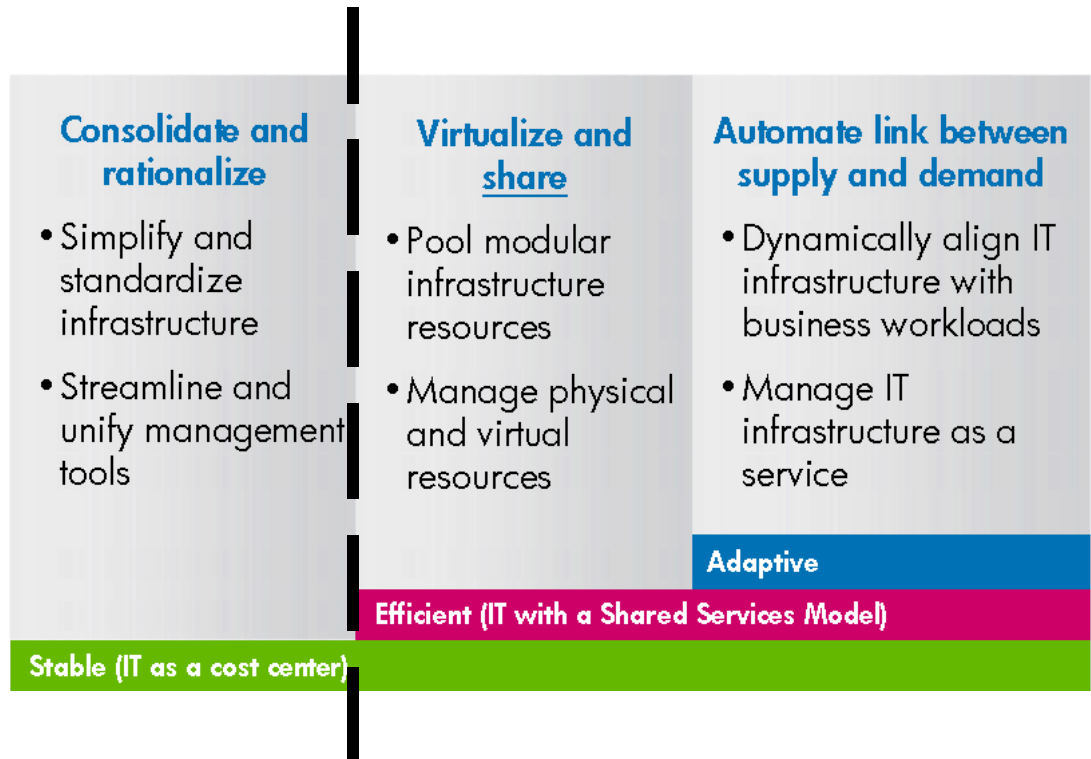 Consolidate and
rationalize
• Simplify and
standardize
infrastructure
• Streamline and
unify management
tools
Virtualize and
share
• Pool modular
infrastructure
resources
• Manage physical
and virtual
resources
Automate link between
supply and demand
• Dynamically align IT
infrastructure with
business workloads
• Manage IT
infrastructure as a
service
Adaptive
Efficient (IT with a Shared Services Model)
Stable (IT as a cost center)